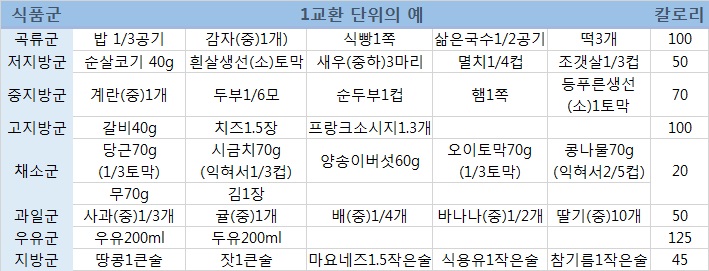 식품군 1교환 단위의 예 칼로리
곡류군 밥 1/3공기 감자(중)1개) 식빵1쪽 삶은국수1/2공기 떡3개 100
저지방군 순살코기 40g 흰살생선(소)토막 새우(중하)3마리 멸치1/4컵 조갯살1/3컵 50
중지방군 계란(중)1개 두부1/6모 순두부1컵 햄1쪽 등푸른생선
(소)1토막 70
고지방군 갈비40g 치즈1.5장 프랑크소시지1.3개 100
채소군 당근70g
(1/3토막) 시금치70g
(익혀서1/3컵) 양송이버섯60g 오이토막70g
(1/3토막) 콩나물70g
(익혀서2/5컵) 20
무70g 김1장
과일군 사과(중)1/3개 귤(중)1개 배(중)1/4개 바나나(중)1/2개 딸기(중)10개 50
우유군 우유200ml 두유200ml 125
지방군 땅콩1큰술 잣1큰술 마요네즈1.5작은술 식용유1작은술 참기름1작은술 45